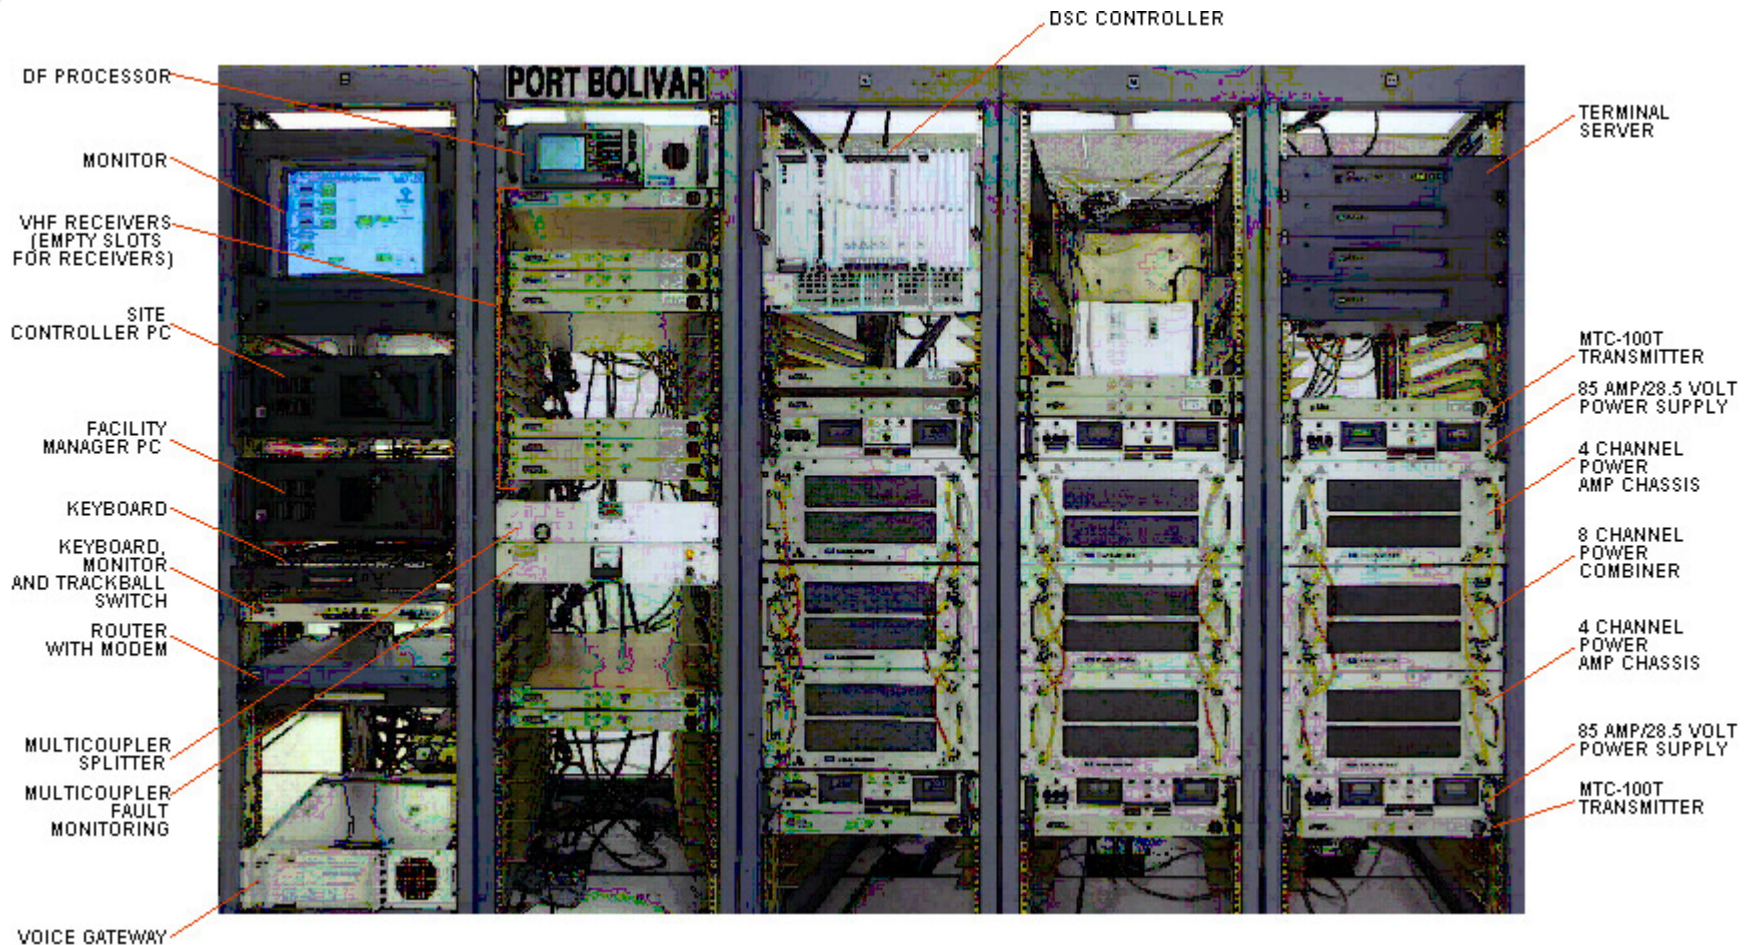 DSC CONTROLLER
DF PROCESSOR
PORT BOLIVAR
MONITOR
VHF RECEIVERS
(EMPTY SLOTS
FOR RECEIVERS)
SITE
CONTROLLER PC
FACILITY
MANAGER PC
KEYBOARD
KEYBOARD,
MONITOR
AND TRACKBALL
SWITCH
ROUTER
WITH MODEM
MULTICOUPLER
SPLITTER
MULTICOUPLER
FAULT
MONITORING
VOICE GATEWAY
TERMINAL
SERVER
MTC-100T
TRANSMITTER
85 AMP/28.5 VOLT
POWER SUPPLY
4 CHANNEL
POWER
AMP CHASSIS
8 CHANNEL
POWER
COMBINER
4 CHANNEL
POWER
AMP CHASSIS
85 AMP/28.5 VOLT
POWER SUPPLY
MTC-100T
TRANSMITTER